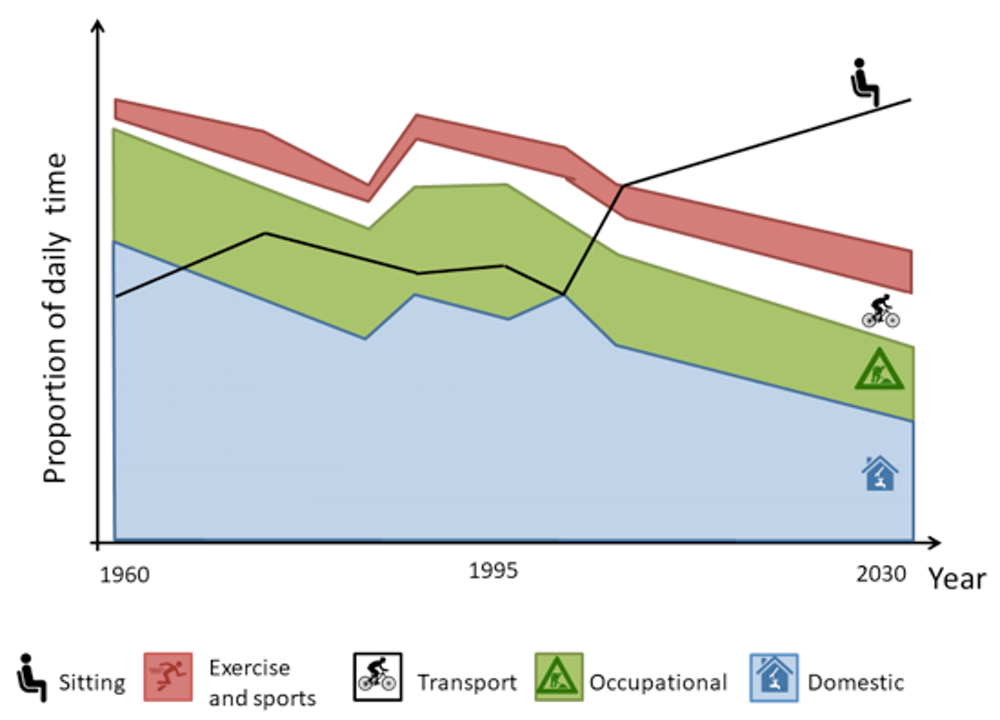 Proportion of daily time
1960
1995
2030
Year
Sitting
Exercise
and sports
Transport
Occupational
Domestic